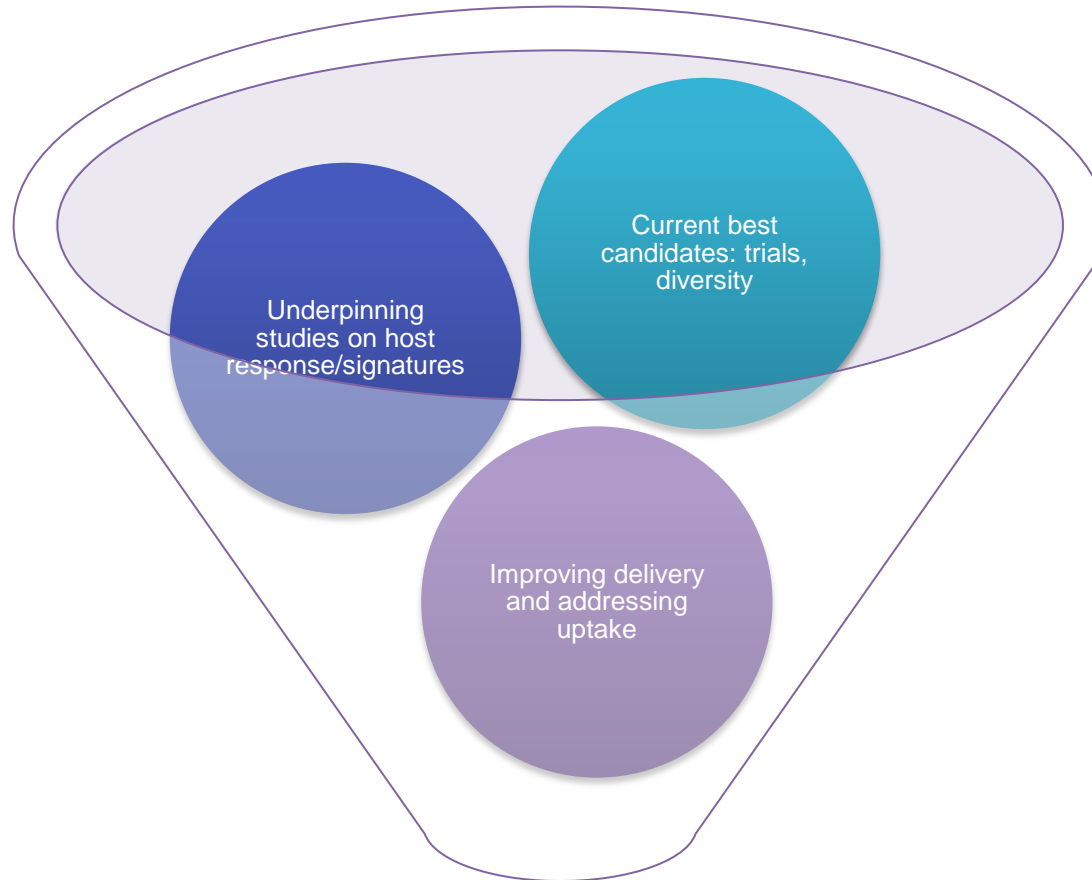 Current best
candidates: trials,
diversity
Underpinning
studies on host
response/signatures
Improving delivery
and addressing
uptake